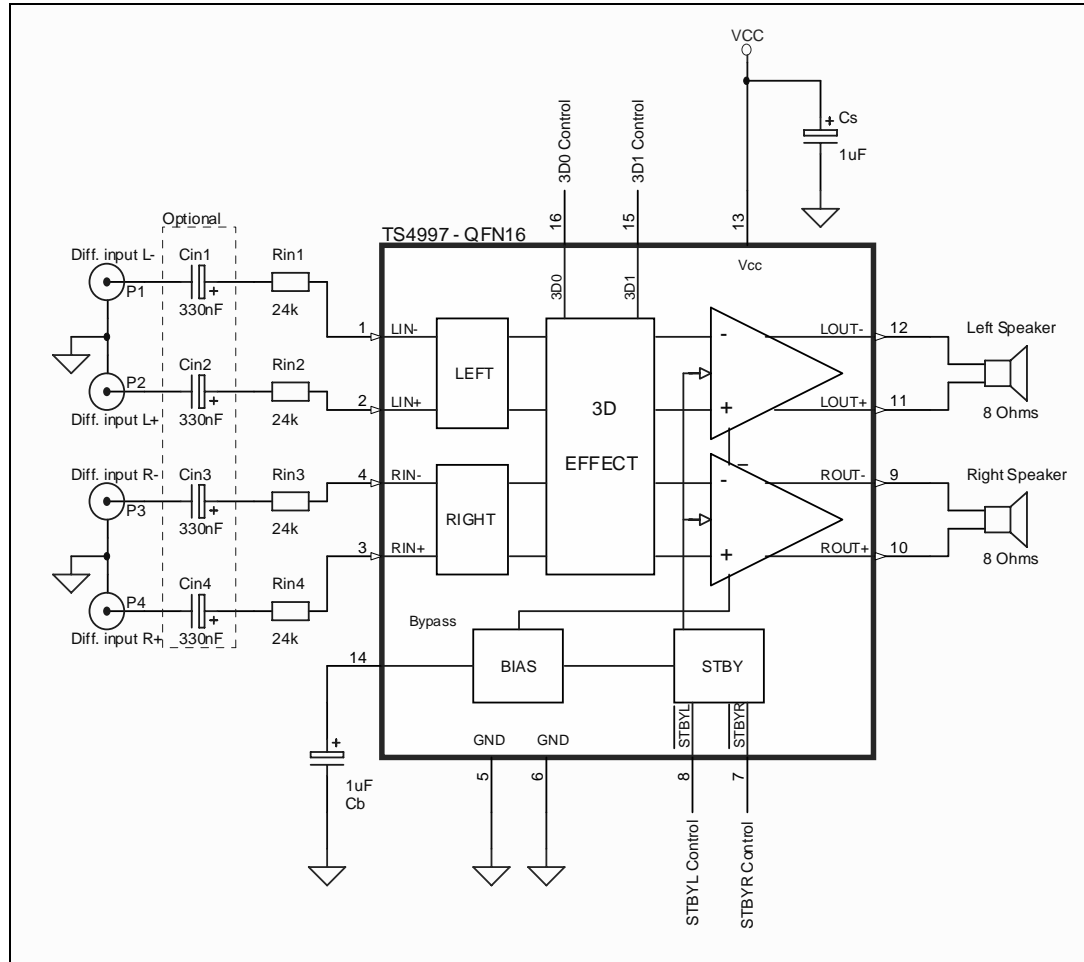 VCC
Cs
+
1uF
3D0 Control
3D1 Control
16
15
13
TS4997 - QFN16
Optional
Diff. input L-
P1
Cin1
+
330nF
Rin1
24k
P2
Diff. input L+
Cin2
+
330nF
Rin2
24k
Diff. input R-
P3
Cin3
+
330nF
Rin3
24k
P4
Diff. input R+
Cin4
+
330nF
Rin4
24k
Vcc
3D0
3D1
1
LIN-
2
LIN+
4
RIN-
3
RIN+
LEFT
RIGHT
3D
EFFECT
-
+
-
+
LOUT-
12
LOUT+
11
ROUT-
9
ROUT+
10
Left Speaker
8 Ohms
Right Speaker
8 Ohms
Bypass
14
BIAS
STBY
STBYL
STBYR
GND
GND
5
6
8
7
+
1uF
Cb
STBYL Control
STBYR Control